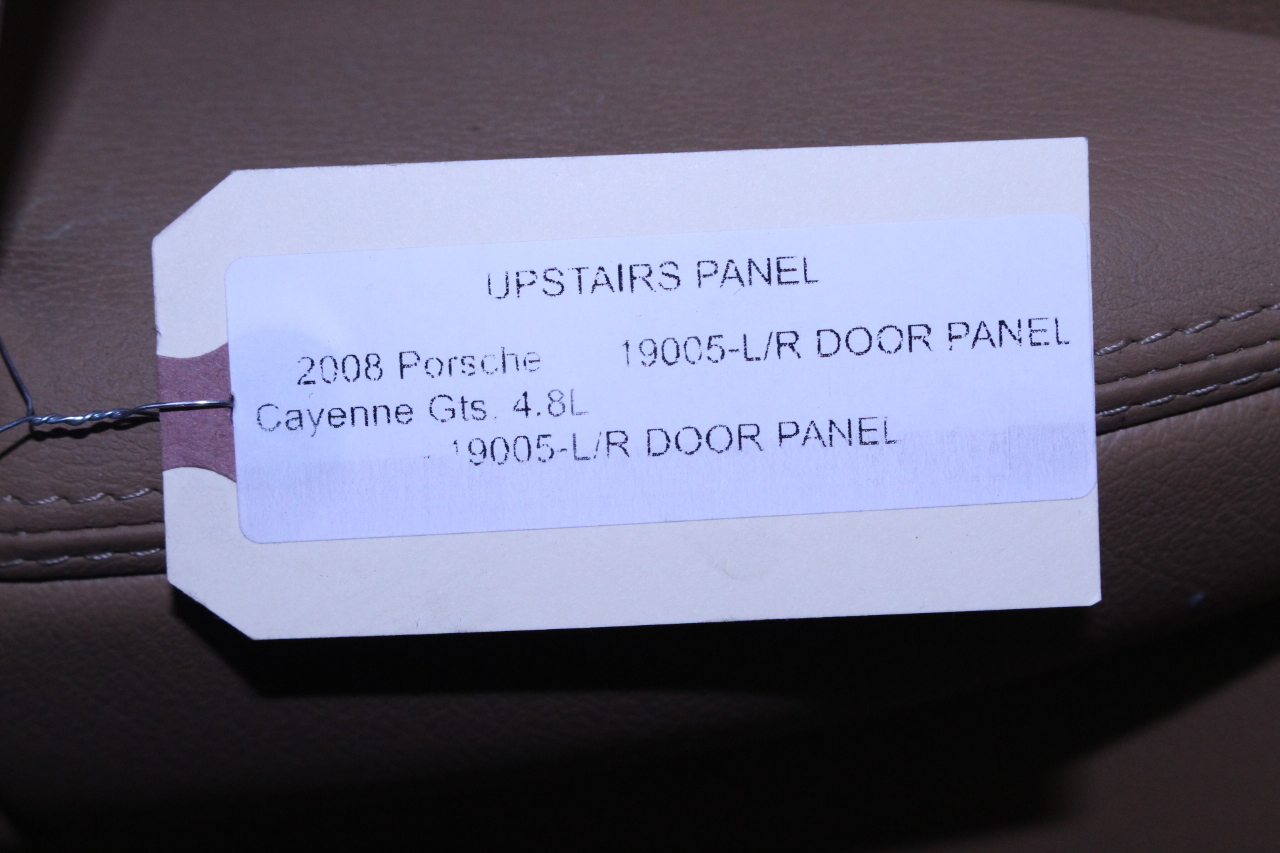 UPSTAIRS PANEL
2008 Porsche 19005-L/R DOOR PANEL
Cayenne Gts. 4.8L
19005-L/R DOOR PANEL